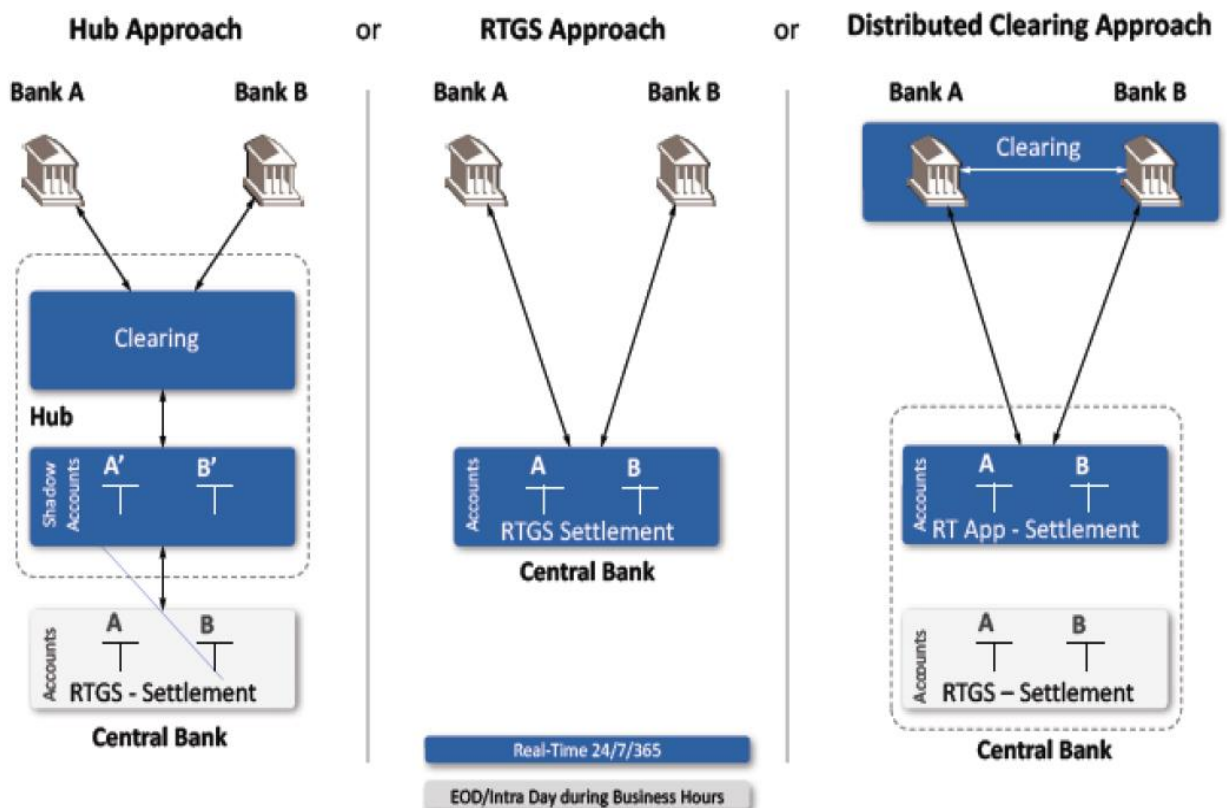 Hub Approach or RTGS Approach or Distributed Clearing Approach
Bank A Bank B
Clearing
Hub
Shadow
Accounts
A’ B’
Accounts
A B
RTGS - Settlement
Central Bank
Bank A Bank B
Accounts
A B
RTGS Settlement
Central Bank
Real-Time 24/7/365
EOD/Intra Day during Business Hours
Bank A Bank B
Clearing
Accounts
A B
RT App - Settlement
Accounts
A B
RTGS – Settlement
Central Bank